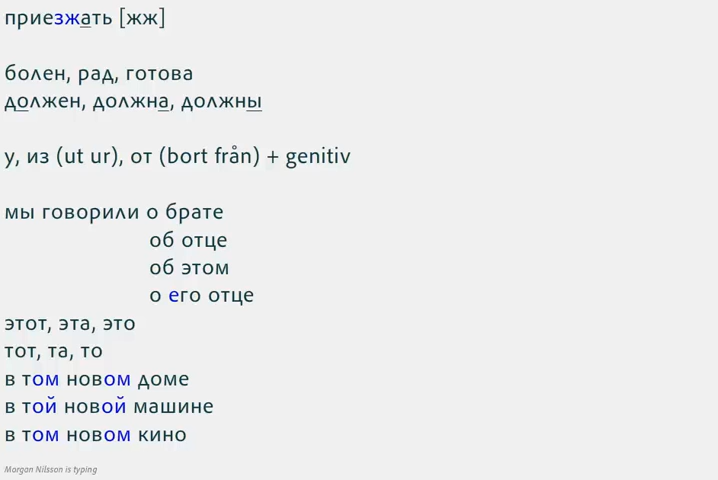 приезжать [жж]
болен, рад, готова
должен, должна, должны
у, из (ut ur), от (bort från) + genitiv
мы говорили о брате
об отце
об этом
о его отце
этот, эта, это
тот, та, то
в том новом доме
в той новой машине
в том новом кино
Morgan Nilsson is typing